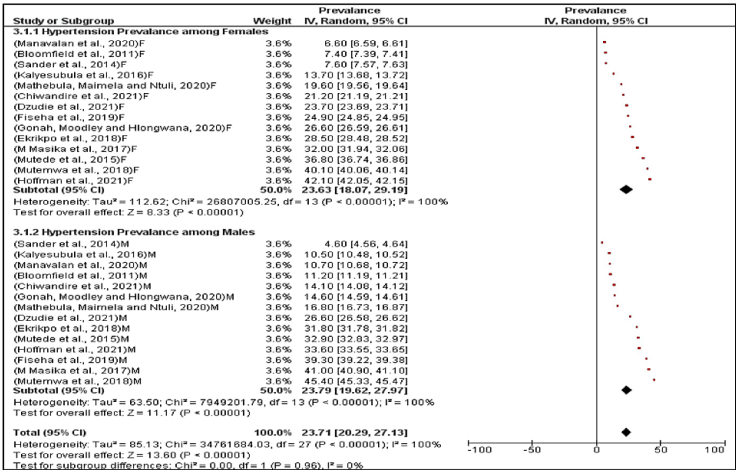 Prevalance Prevalance
Study or Subgroup Weight IV, Random, 95% CI IV, Random, 95% CI
3.1.1 Hypertension Prevalance among Females
(Manavalan et al., 2020)F 3.6% 6.60 [6.59, 6.61]
(Bloomfield et al., 2011)F 3.6% 7.40 [7.39, 7.41]
(Sander et al., 2014)F 3.6% 7.60 [7.57, 7.63]
(Kalyesubula et al., 2016)F 3.6% 13.70 [13.68, 13.72]
(Mathebula, Maimela and Ntuli, 2020)F 3.6% 19.60 [19.56, 19.64]
(Chiwandire et al., 2021)F 3.6% 21.20 [21.19, 21.21]
(Dzudie et al., 2021)F 3.6% 23.70 [23.69, 23.71]
(Fiseha et al., 2019)F 3.6% 24.90 [24.85, 24.95]
(Gonah, Moodley and Hlongwana, 2020)F 3.6% 26.60 [26.59, 26.61]
(Ekrikpo et al., 2018)F 3.6% 28.50 [28.48, 28.52]
(M Masika et al., 2017)F 3.6% 32.00 [31.94, 32.06]
(Mutede et al., 2015)F 3.6% 36.80 [36.74, 36.86]
(Mutemwa et al., 2018)F 3.6% 40.10 [40.06, 40.14]
(Hoffman et al., 2021)F 3.6% 42.10 [42.05, 42.15]
Subtotal (95% CI) 50.0% 23.63 [18.07, 29.19]
Heterogeneity: Tau² = 112.62; Chi² = 26807005.25, df = 13 (P < 0.00001); I² = 100%
Test for overall effect: Z = 8.33 (P < 0.00001)
3.1.2 Hypertension Prevalance among Males
(Sander et al., 2014)M 3.6% 4.60 [4.56, 4.64]
(Kalyesubula et al., 2016)M 3.6% 10.50 [10.48, 10.52]
(Manavalan et al., 2020)M 3.6% 10.70 [10.68, 10.72]
(Bloomfield et al., 2011)M 3.6% 11.20 [11.19, 11.21]
(Chiwandire et al., 2021)M 3.6% 14.10 [14.08, 14.12]
(Gonah, Moodley and Hlongwana, 2020)M 3.6% 14.60 [14.59, 14.61]
(Mathebula, Maimela and Ntuli, 2020)M 3.6% 16.80 [16.73, 16.87]
(Dzudie et al., 2021)M 3.6% 26.60 [26.58, 26.62]
(Ekrikpo et al., 2018)M 3.6% 31.80 [31.78, 31.82]
(Mutede et al., 2015)M 3.6% 32.90 [32.83, 32.97]
(Hoffman et al., 2021)M 3.6% 33.60 [33.55, 33.65]
(Fiseha et al., 2019)M 3.6% 39.30 [39.22, 39.38]
(M Masika et al., 2017)M 3.6% 41.00 [40.90, 41.10]
(Mutemwa et al., 2018)M 3.6% 45.40 [45.33, 45.47]
Subtotal (95% CI) 50.0% 23.79 [19.62, 27.97]
Heterogeneity: Tau² = 63.50; Chi² = 7949201.79, df = 13 (P < 0.00001); I² = 100%
Test for overall effect: Z = 11.17 (P < 0.00001)
Total (95% CI) 100.0% 23.71 [20.29, 27.13]
Heterogeneity: Tau² = 85.13; Chi² = 34761684.03, df = 27 (P < 0.00001); I² = 100%
Test for overall effect: Z = 13.60 (P < 0.00001)
Test for subgroup differences: Chi² = 0.00, df = 1 (P = 0.96), I² = 0%
-100 -50 0 50 100